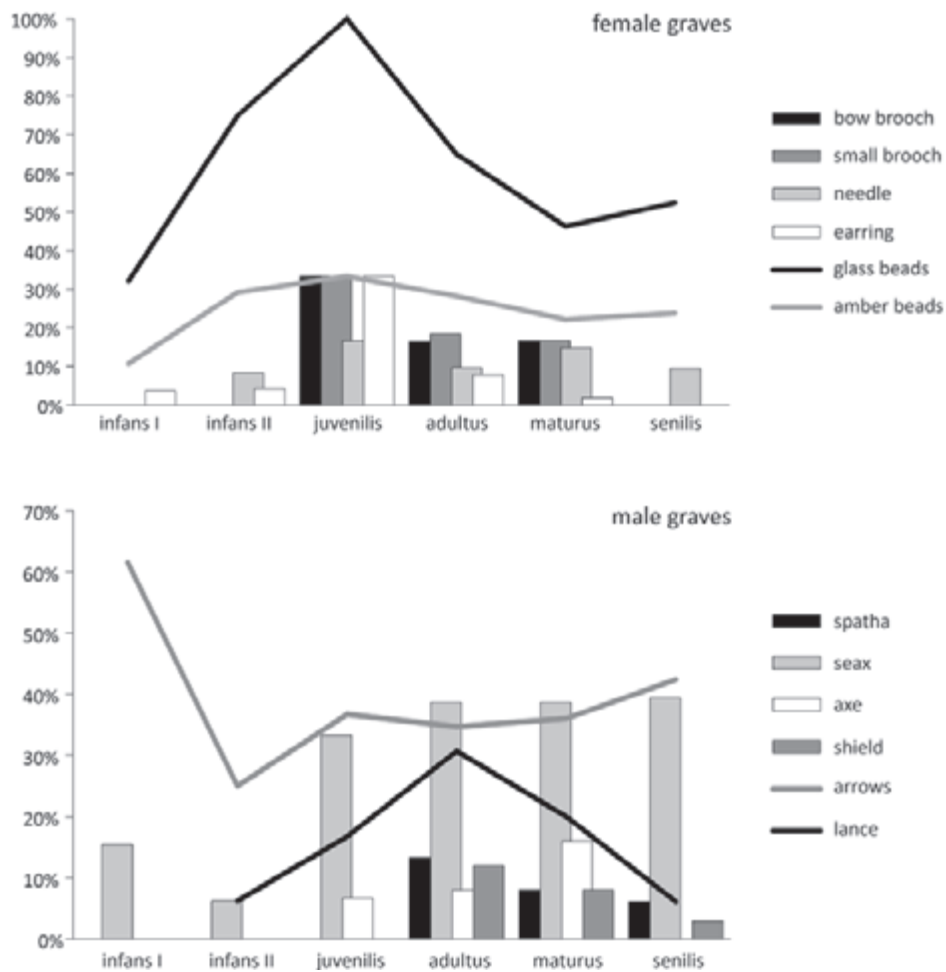 100%
female graves
90%
80%
70%
60%
50%
40%
30%
20%
10%
0%
infans I infans II juvenilis adultus maturus senilis
bow brooch
small brooch
needle
earring
glass beads
amber beads
70%
male graves
60%
50%
40%
30%
20%
10%
0%
infans I infans II juvenilis adultus maturus senilis
spatha
seax
axe
shield
arrows
lance